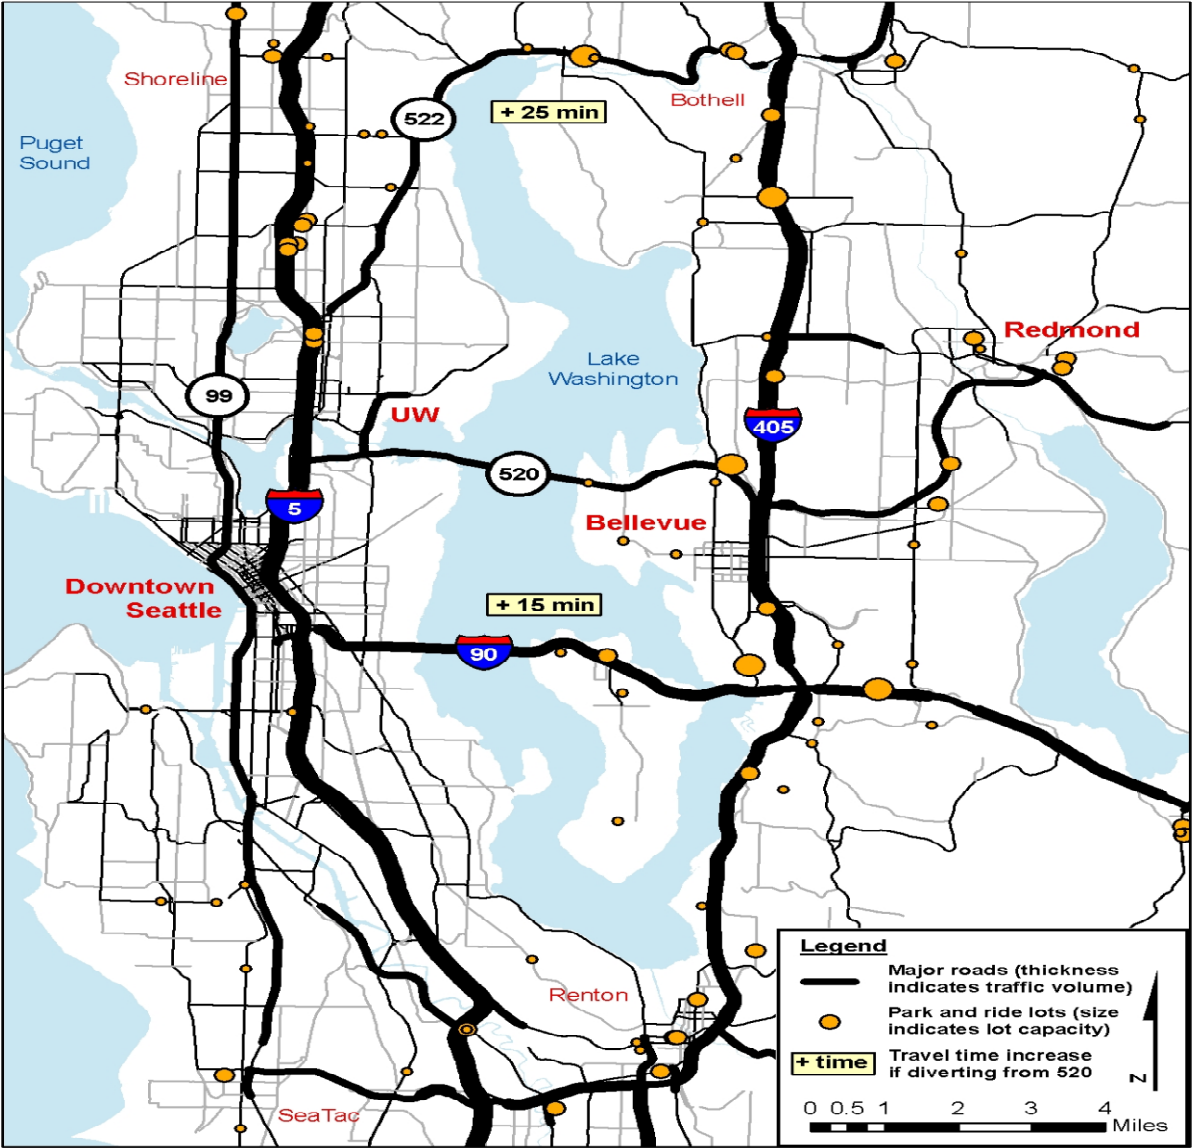 Shoreline
Puget
Sound
522
+ 25 min
Bothell
Redmond
Lake
Washington
99
UW
405
520
5
Bellevue
Downtown
Seattle
+ 15 min
90
Renton
SeaTac
Legend
Major roads (thickness
indicates traffic volume)
Park and ride lots (size
indicates lot capacity)
+ time
Travel time increase
if diverting from 520
N
0 0.5 1 2 3 4
Miles